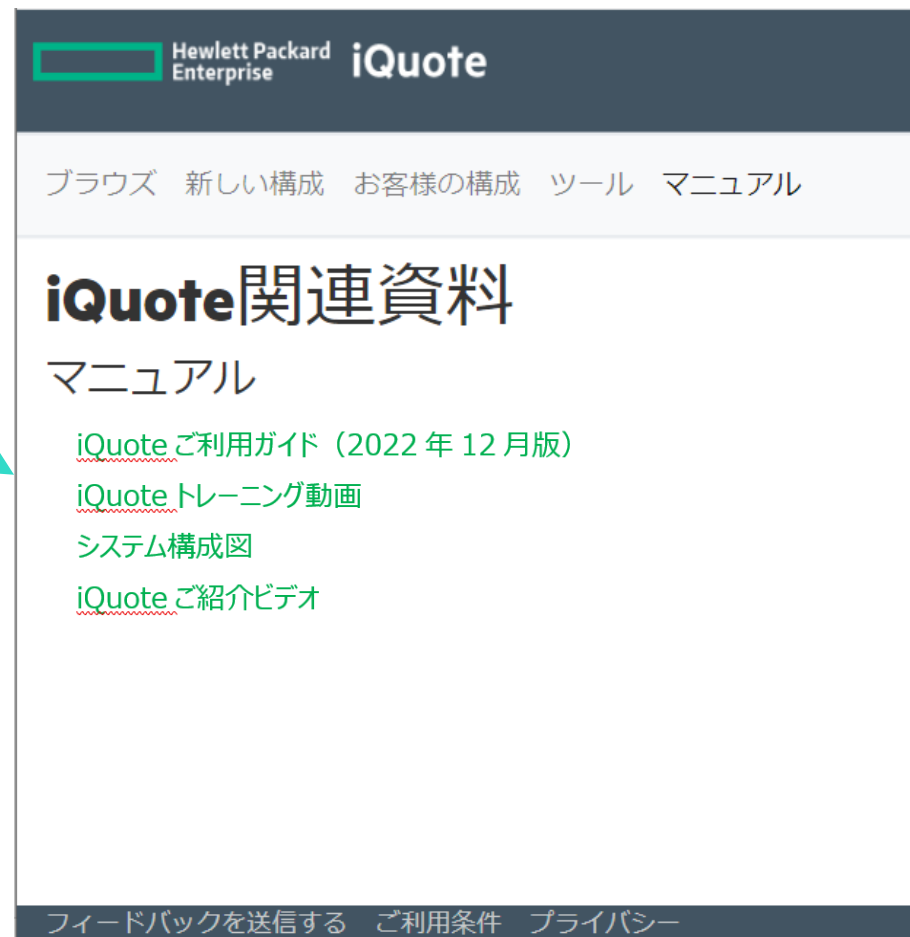 Hewlett Packard Enterprise iQuote
ブラウズ 新しい構成 お客様の構成 ツール マニュアル
iQuote関連資料
マニュアル
iQuote ご利用ガイド（2022 年 12 月版）
iQuote トレーニング動画
システム構成図
iQuote ご紹介ビデオ
フィードバックを送信する ご利用条件 プライバシー